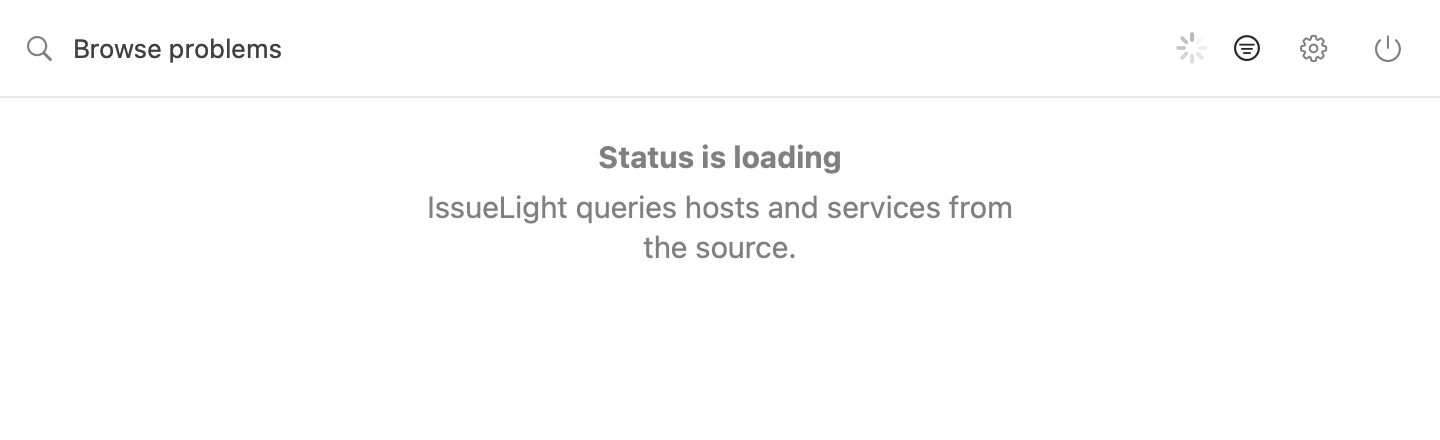 Browse problems
Status is loading
IssueLight queries hosts and services from
the source.